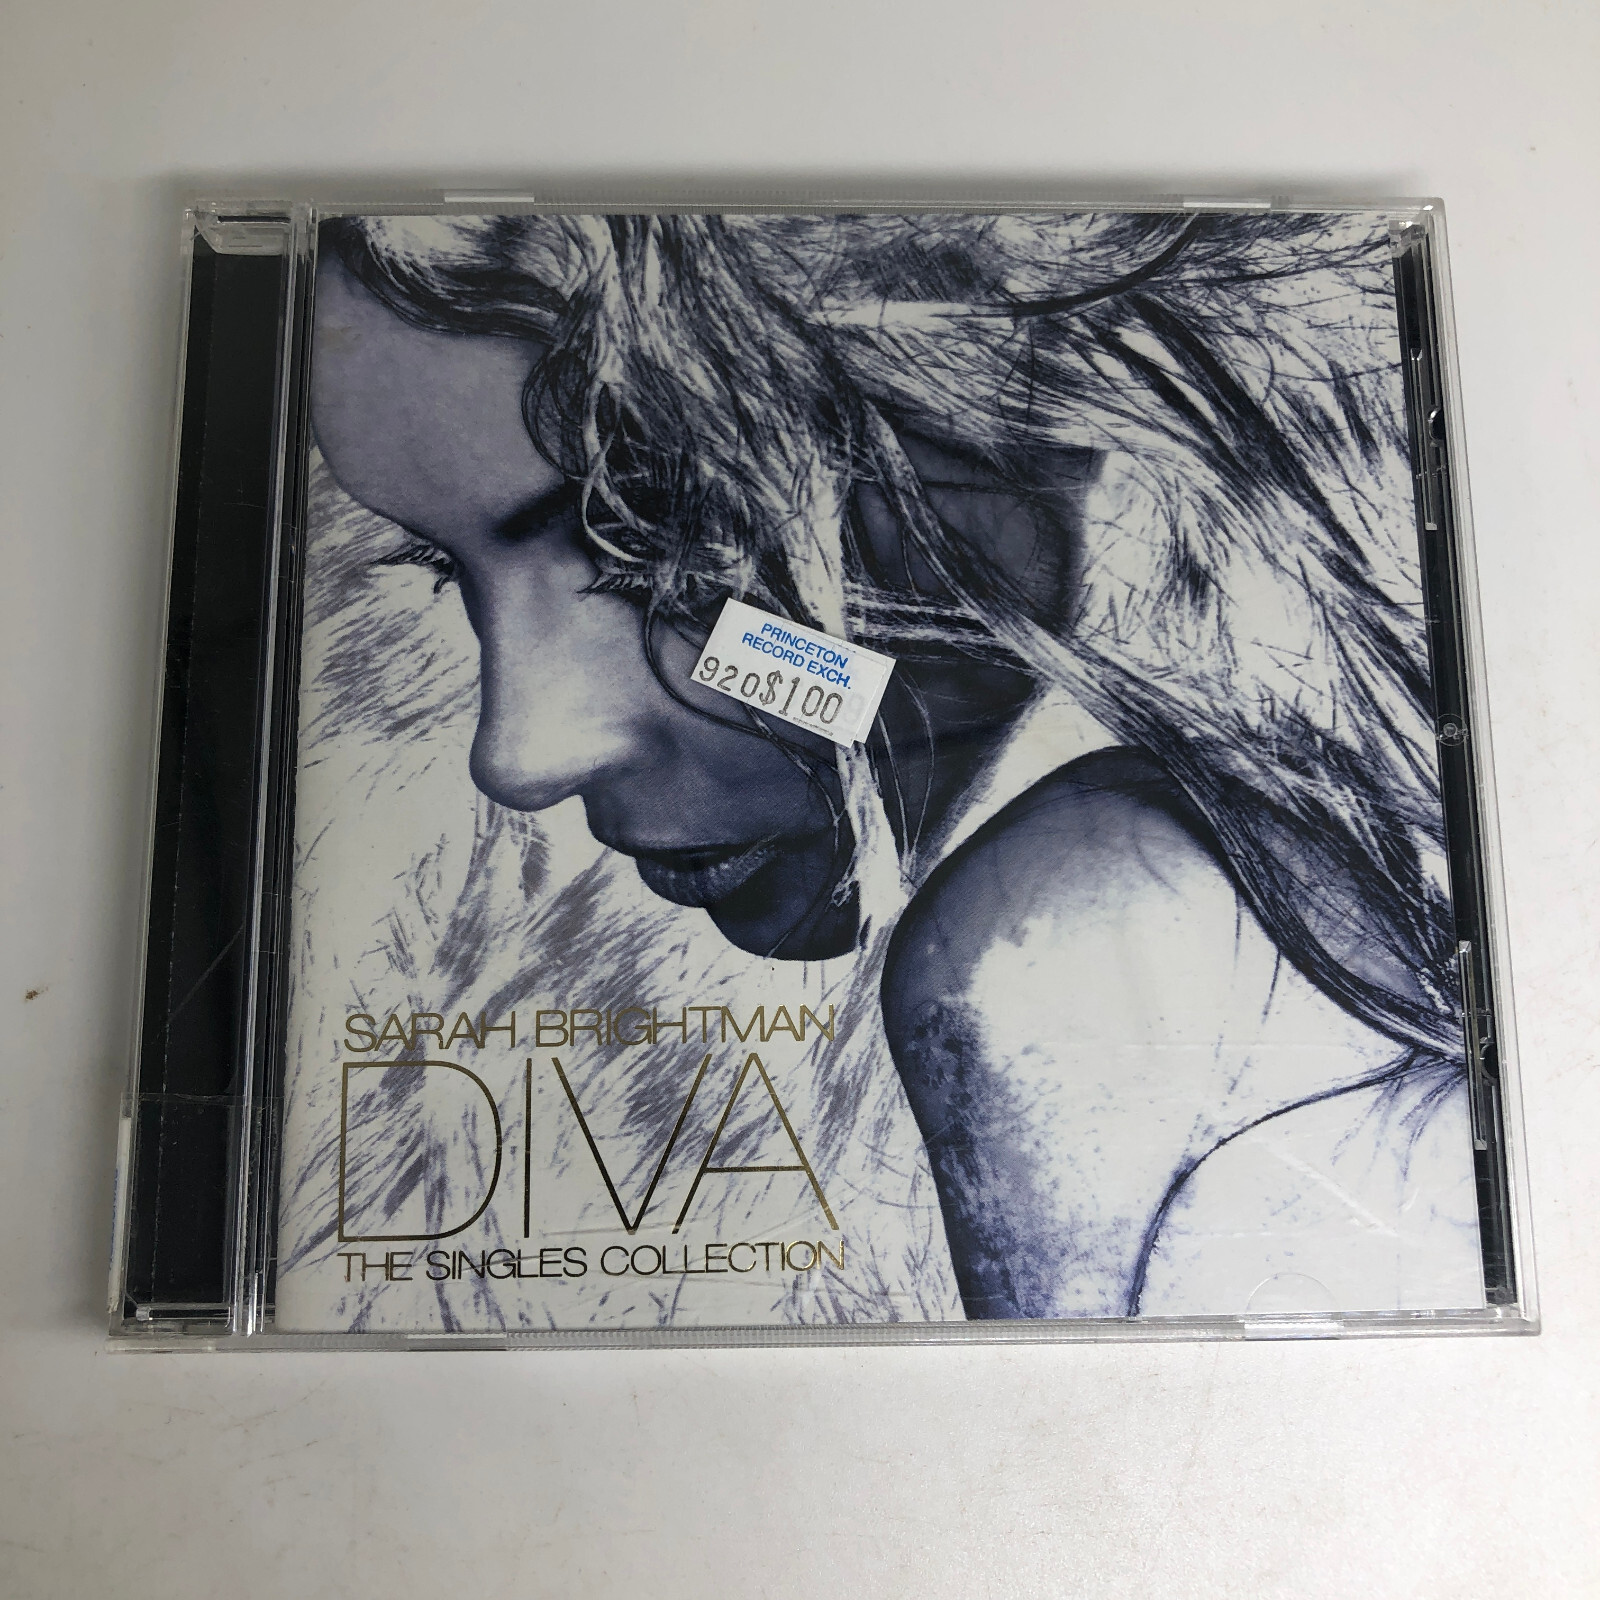 PRINCETON
RECORD EXCH.
920$100
SARAH BRIGHTMAN
DIVA
THE SINGLES COLLECTION